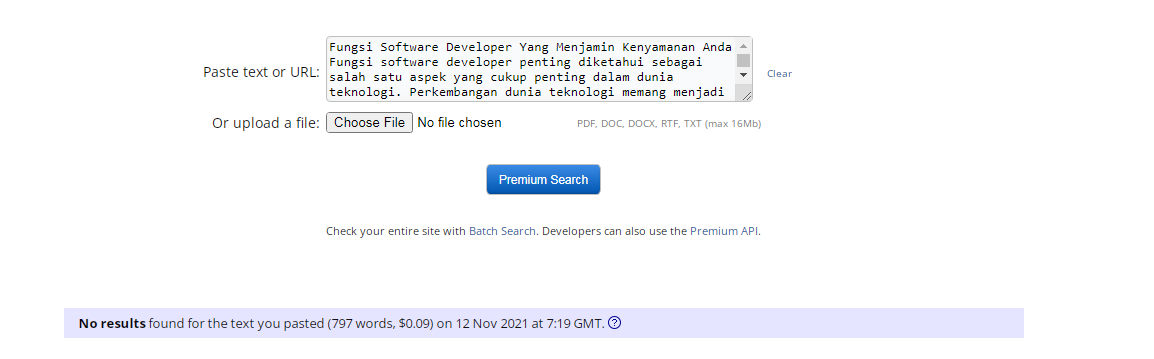 Paste text or URL:
Fungsi Software Developer Yang Menjamin Kenyamanan Anda
Fungsi software developer penting diketahui sebagai
salah satu aspek yang cukup penting dalam dunia
teknologi. Perkembangan dunia teknologi memang menjadi
Clear
Or upload a file: Choose File No file chosen PDF, DOC, DOCX, RTF, TXT (max 16Mb)
Premium Search
Check your entire site with Batch Search. Developers can also use the Premium API.
No results found for the text you pasted (797 words, $0.09) on 12 Nov 2021 at 7:19 GMT. ?